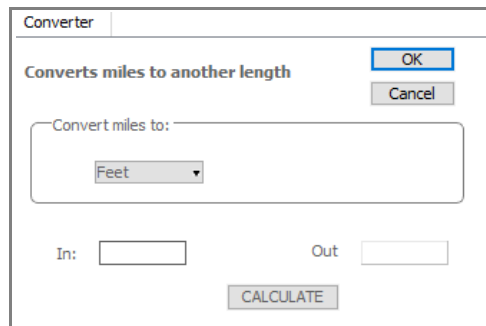 Converter
OK
Converts miles to another length
Cancel
Convert miles to:
Feet
In:
Out
CALCULATE